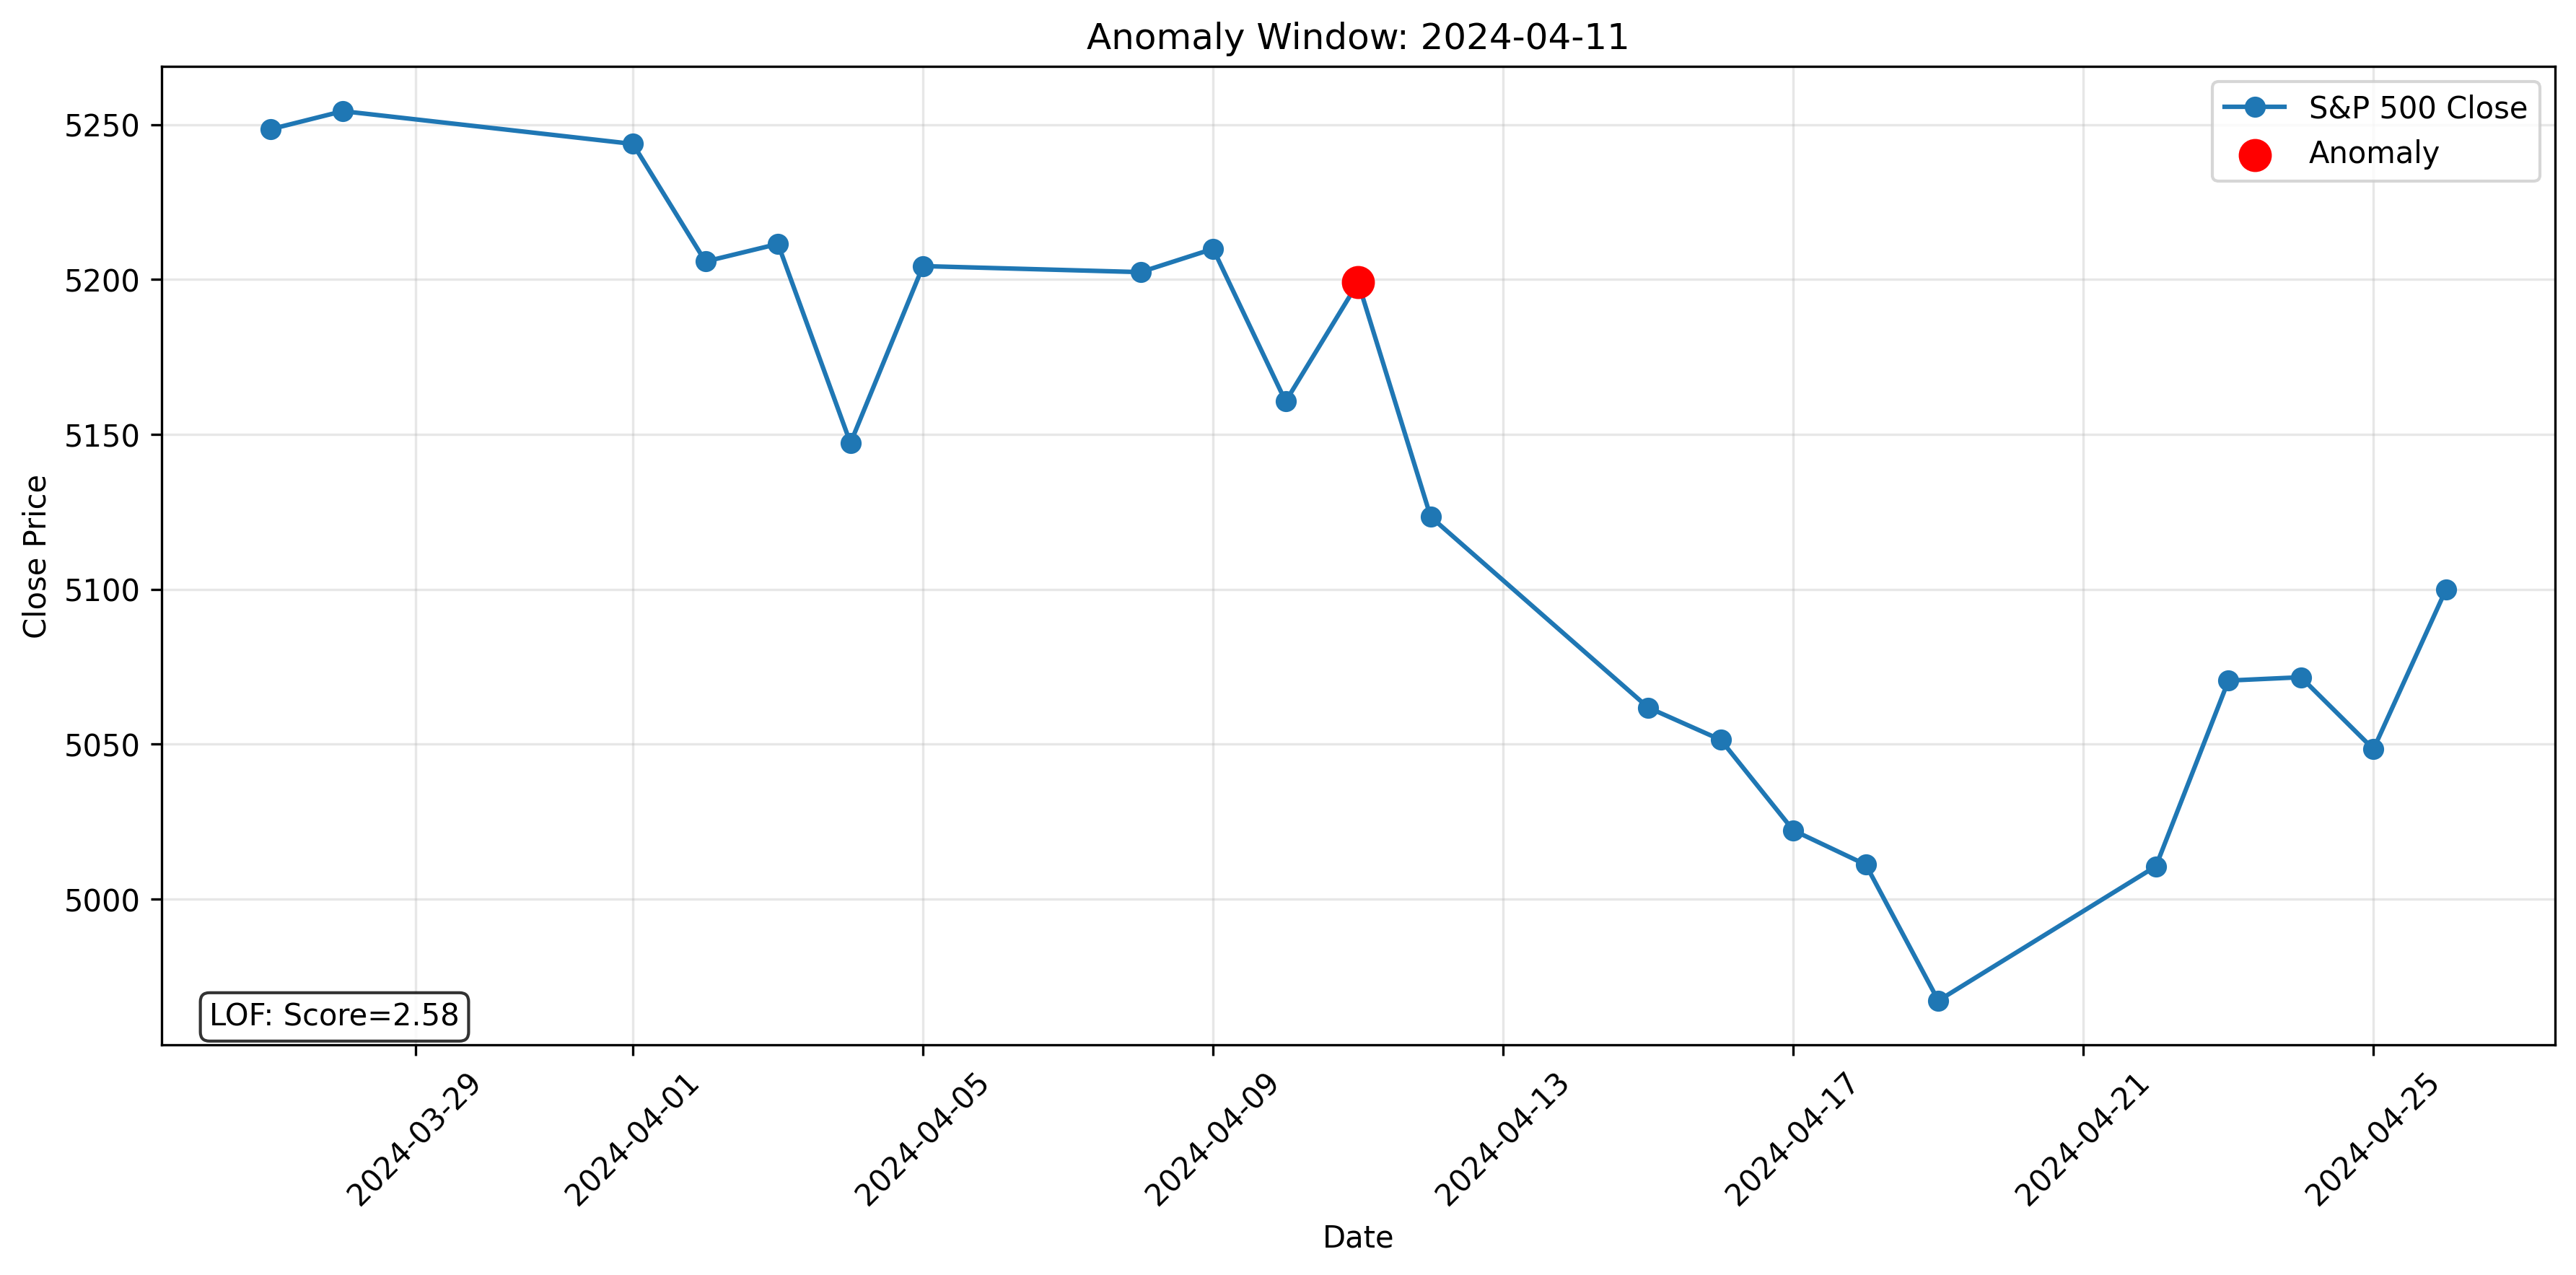 Anomaly Window: 2024-04-11
S&P 500 Close
Anomaly
Close Price
5250
5200
5150
5100
5050
5000
LOF: Score=2.58
2024-03-29
2024-04-01
2024-04-05
2024-04-09
2024-04-13
2024-04-17
2024-04-21
2024-04-25
Date